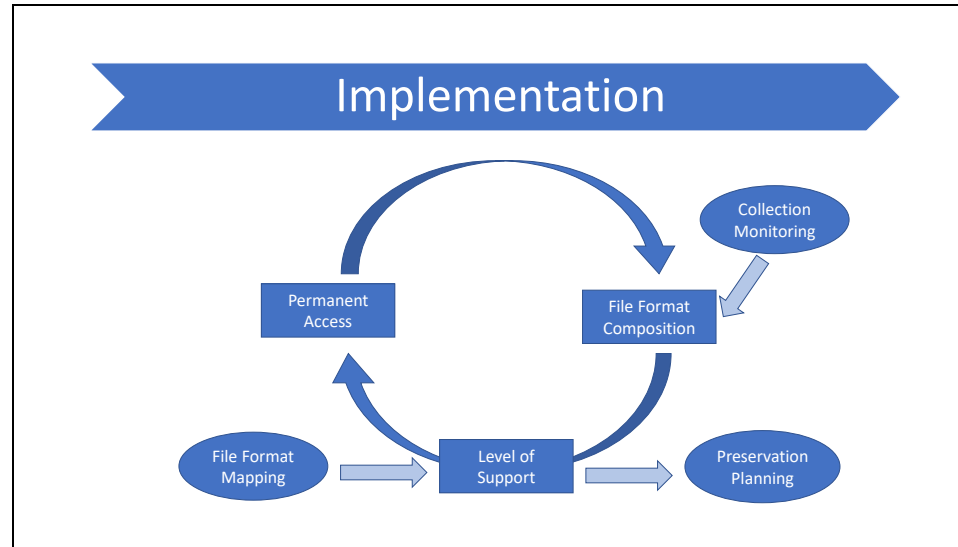 Implementation
Collection
Monitoring
Permanent
Access
File Format
Composition
File Format
Mapping
Level of
Support
Preservation
Planning